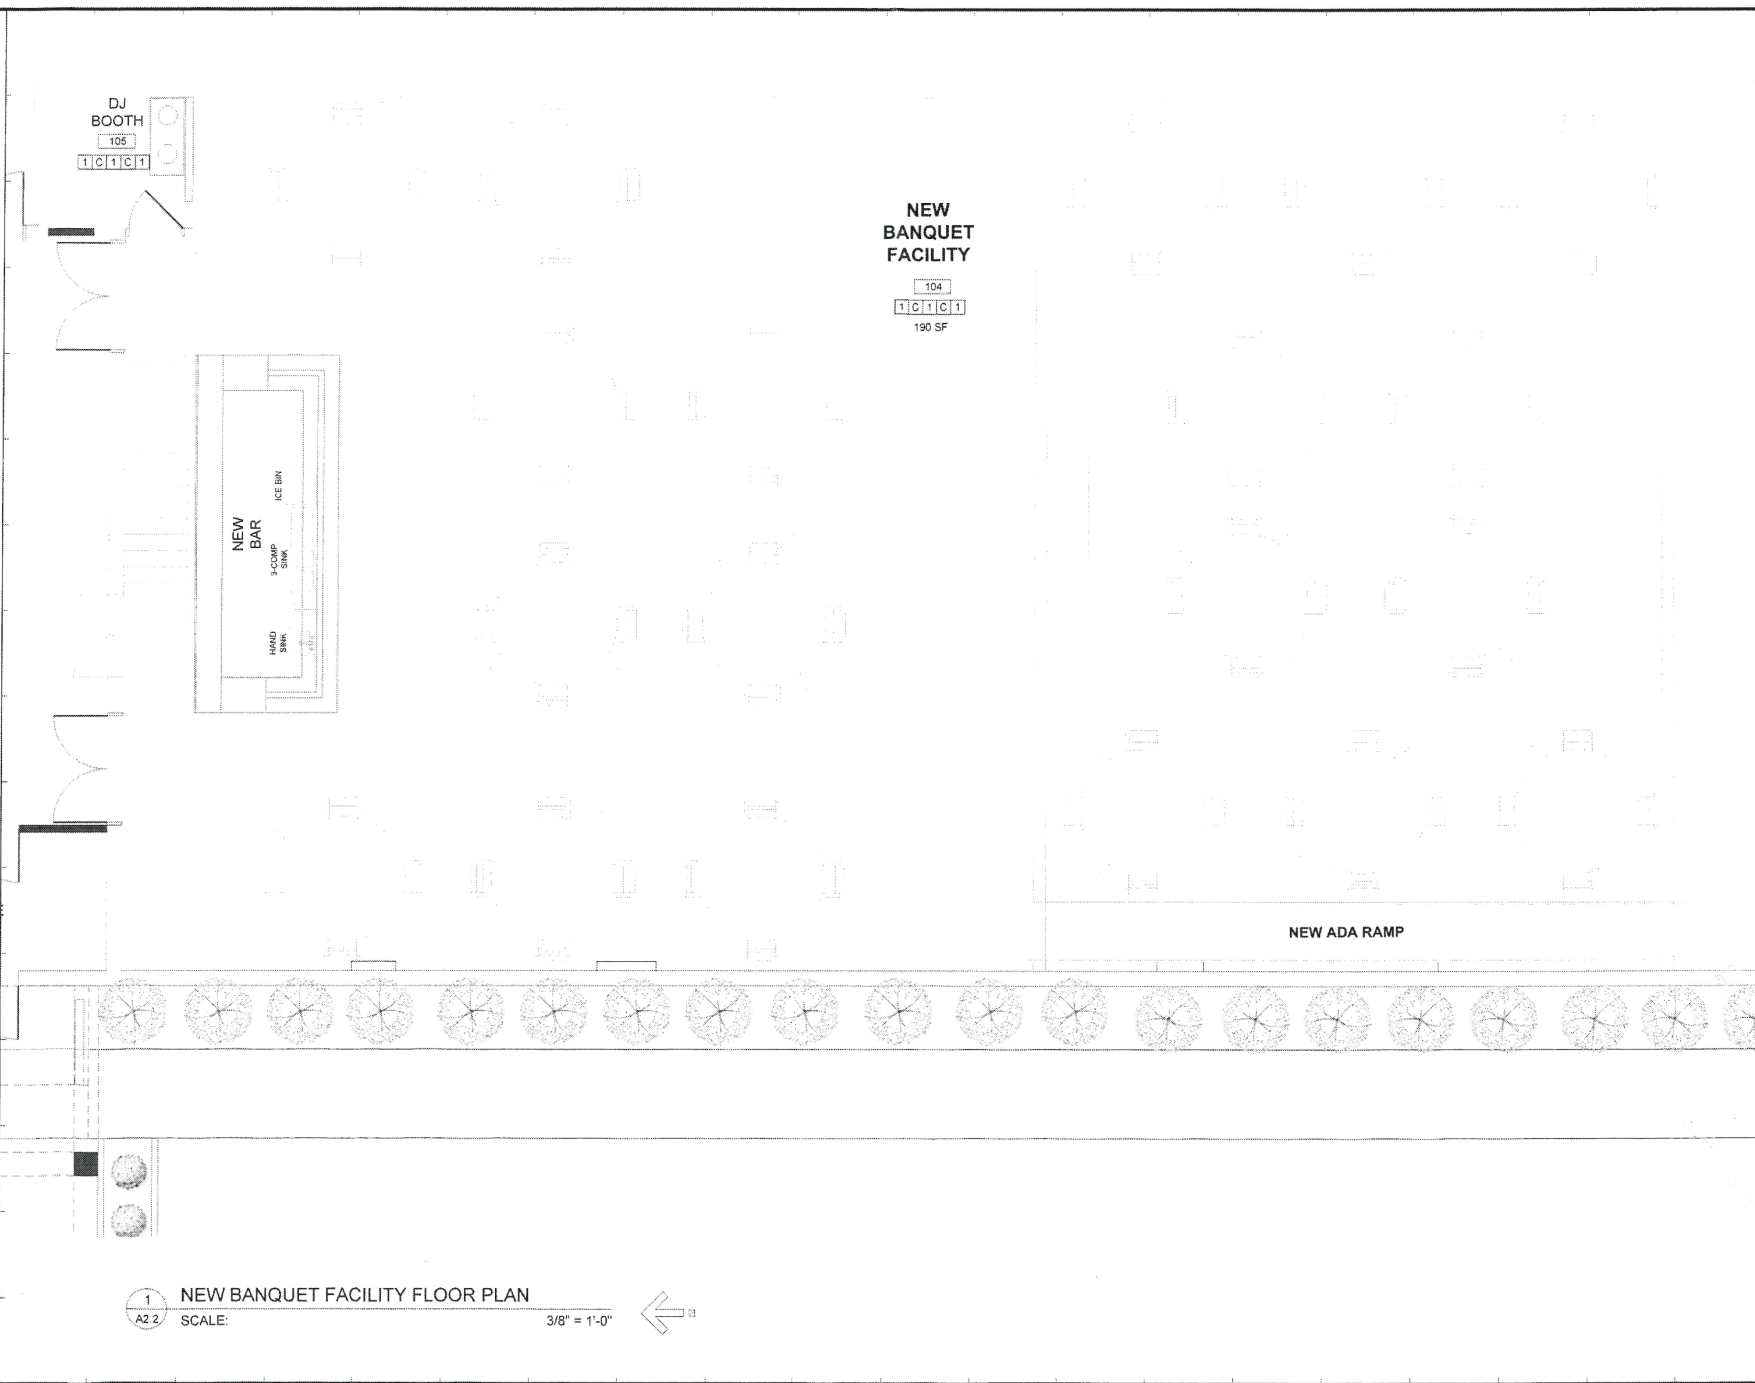 DJ
BOOTH
105
1 C 1 C 1
NEW
BANQUET
FACILITY
104
1 C 1 C 1
190 SF
NEW
BAR
ICE BIN
3-COMP
SINK
HAND
SINK
NEW ADA RAMP
1
A2.2
NEW BANQUET FACILITY FLOOR PLAN
SCALE:
3/8" = 1'-0"